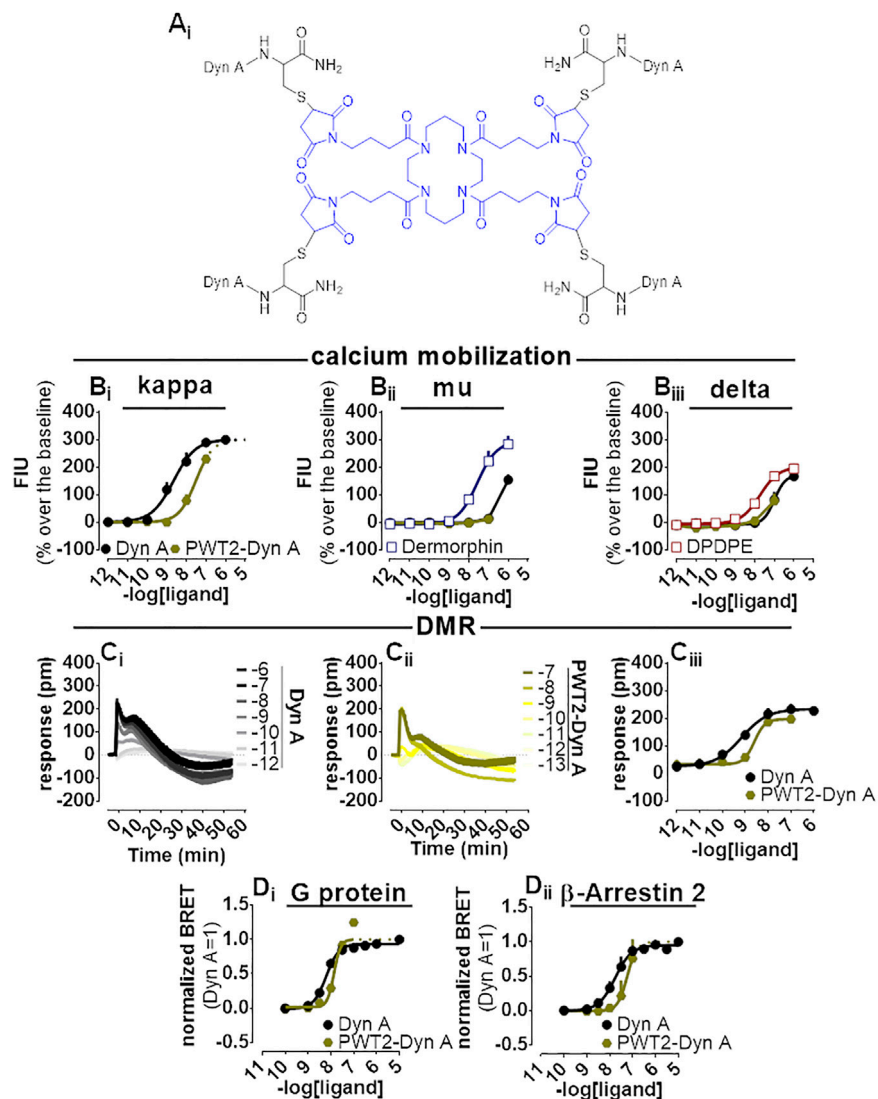 Ai
H
N
Dyn A
O
NH2
S
O
N
O
O
N
N
O
N
O
O
S
H2N
O
H
N
Dyn A
O
N
O
O
N
N
O
N
O
O
S
Dyn A
N
H
O
NH2
S
H2N
O
N
H
Dyn A
calcium mobilization
Bi kappa
FIU
(% over the baseline)
400
300
200
100
0
-100
Dyn A PWT2-Dyn A
12 11 10 9 8 7 6 5
-log[ligand]
Bii mu
FIU
(% over the baseline)
400
300
200
100
0
-100
Dermorphin
12 11 10 9 8 7 6 5
-log[ligand]
Biii delta
FIU
(% over the baseline)
400
300
200
100
0
-100
DPDPE
12 11 10 9 8 7 6 5
-log[ligand]
DMR
Ci
response (pm)
400
300
200
100
0
-100
-200
0 10 20 30 40 50 60
Time (min)
-6
-7
-8
-9
-10
-11
-12
Dyn A
Cii
response (pm)
400
300
200
100
0
-100
-200
0 10 20 30 40 50 60
Time (min)
-7
-8
-9
-10
-11
-12
-13
PWT2-Dyn A
Ciii
response (pm)
400
300
200
100
0
-100
Dyn A
PWT2-Dyn A
12 11 10 9 8 7 6
-log[ligand]
Di G protein
normalized BRET
(Dyn A=1)
1.5
1.0
0.5
0.0
-0.5
Dyn A
PWT2-Dyn A
11 10 9 8 7 6 5
-log[ligand]
Dii β-Arrestin 2
normalized BRET
(Dyn A=1)
1.5
1.0
0.5
0.0
-0.5
Dyn A
PWT2-Dyn A
11 10 9 8 7 6 5
-log[ligand]